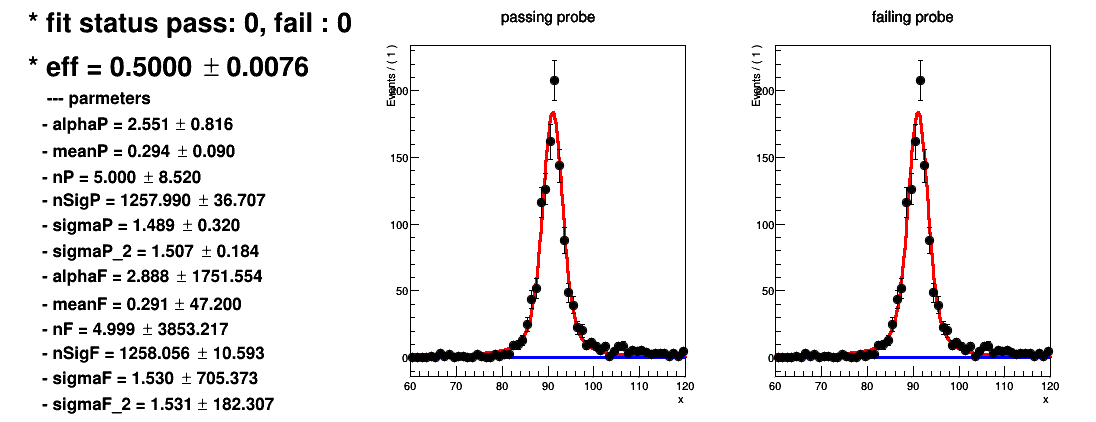 * fit status pass: 0, fail : 0
* eff = 0.5000 ± 0.0076
--- parmeters
- alphaP = 2.551 ± 0.816
- meanP = 0.294 ± 0.090
- nP = 5.000 ± 8.520
- nSigP = 1257.990 ± 36.707
- sigmaP = 1.489 ± 0.320
- sigmaP_2 = 1.507 ± 0.184
- alphaF = 2.888 ± 1751.554
- meanF = 0.291 ± 47.200
- nF = 4.999 ± 3853.217
- nSigF = 1258.056 ± 10.593
- sigmaF = 1.530 ± 705.373
- sigmaF_2 = 1.531 ± 182.307
passing probe
Events / ( 1 )
200
150
100
50
0
60 70 80 90 100 110 120
x
failing probe
Events / ( 1 )
200
150
100
50
0
60 70 80 90 100 110 120
x